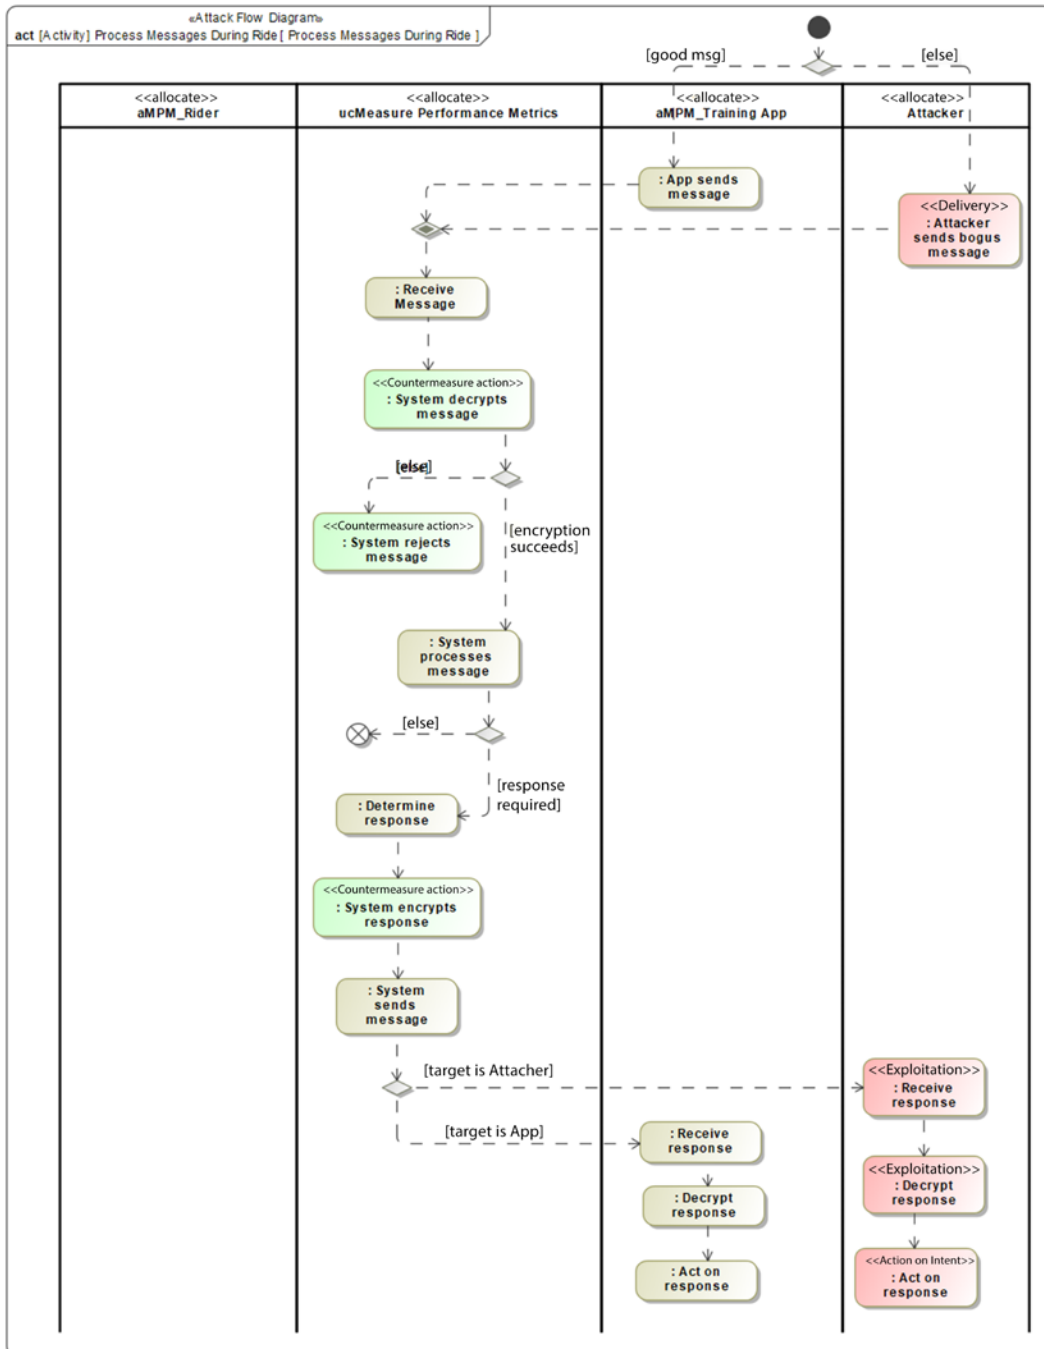 «Attack Flow Diagram»
act [Activity] Process Messages During Ride [ Process Messages During Ride ]
[good msg]
[else]
<<allocate>>
aMPM_Rider
<<allocate>>
ucMeasure Performance Metrics
<<allocate>>
aMPM_Training App
<<allocate>>
Attacker
: App sends
message
<<Delivery>>
: Attacker
sends bogus
message
: Receive
Message
<<Countermeasure action>>
: System decrypts
message
[else]
<<Countermeasure action>>
: System rejects
message
[encryption
succeeds]
: System
processes
message
[else]
[response
required]
: Determine
response
<<Countermeasure action>>
: System encrypts
response
: System
sends
message
[target is Attacher]
<<Exploitation>>
: Receive
response
[target is App]
: Receive
response
<<Exploitation>>
: Decrypt
response
: Decrypt
response
<<Action on Intent>>
: Act on
response
: Act on
response